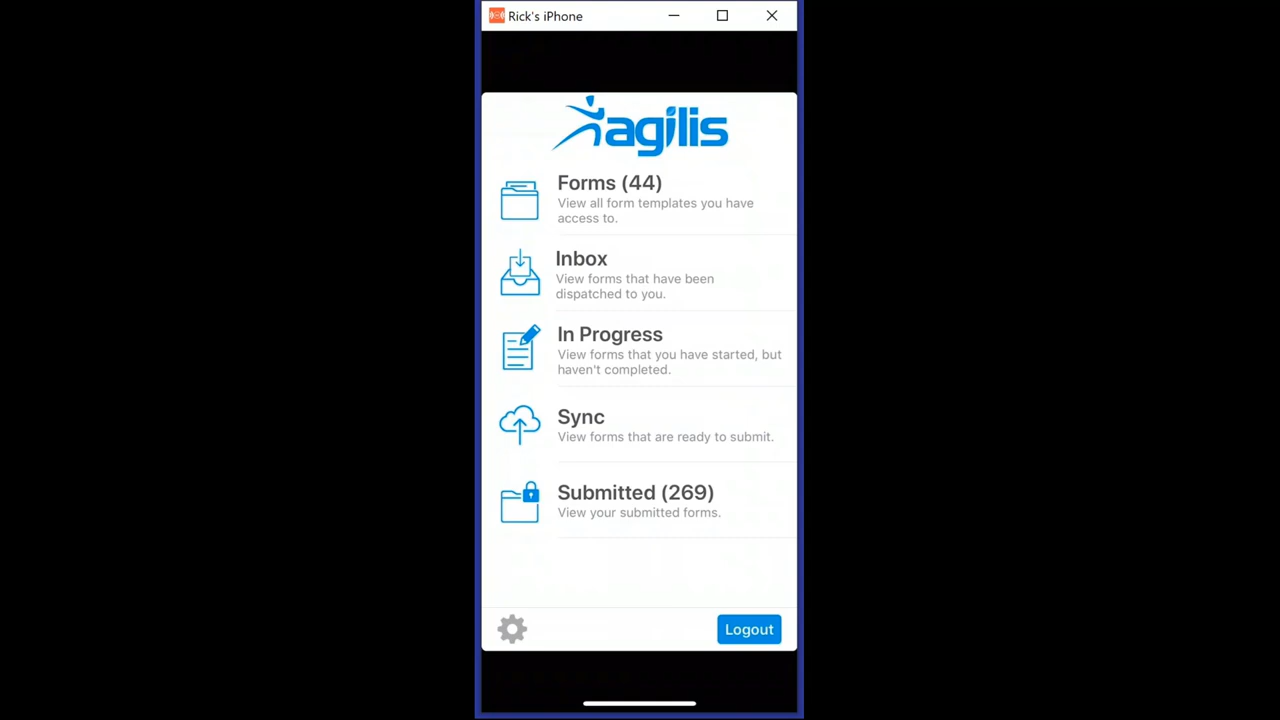 Rick's iPhone
agilis
Forms (44)
View all form templates you have
access to.
Inbox
View forms that have been
dispatched to you.
In Progress
View forms that you have started, but
haven't completed.
Sync
View forms that are ready to submit.
Submitted (269)
View your submitted forms.
Logout